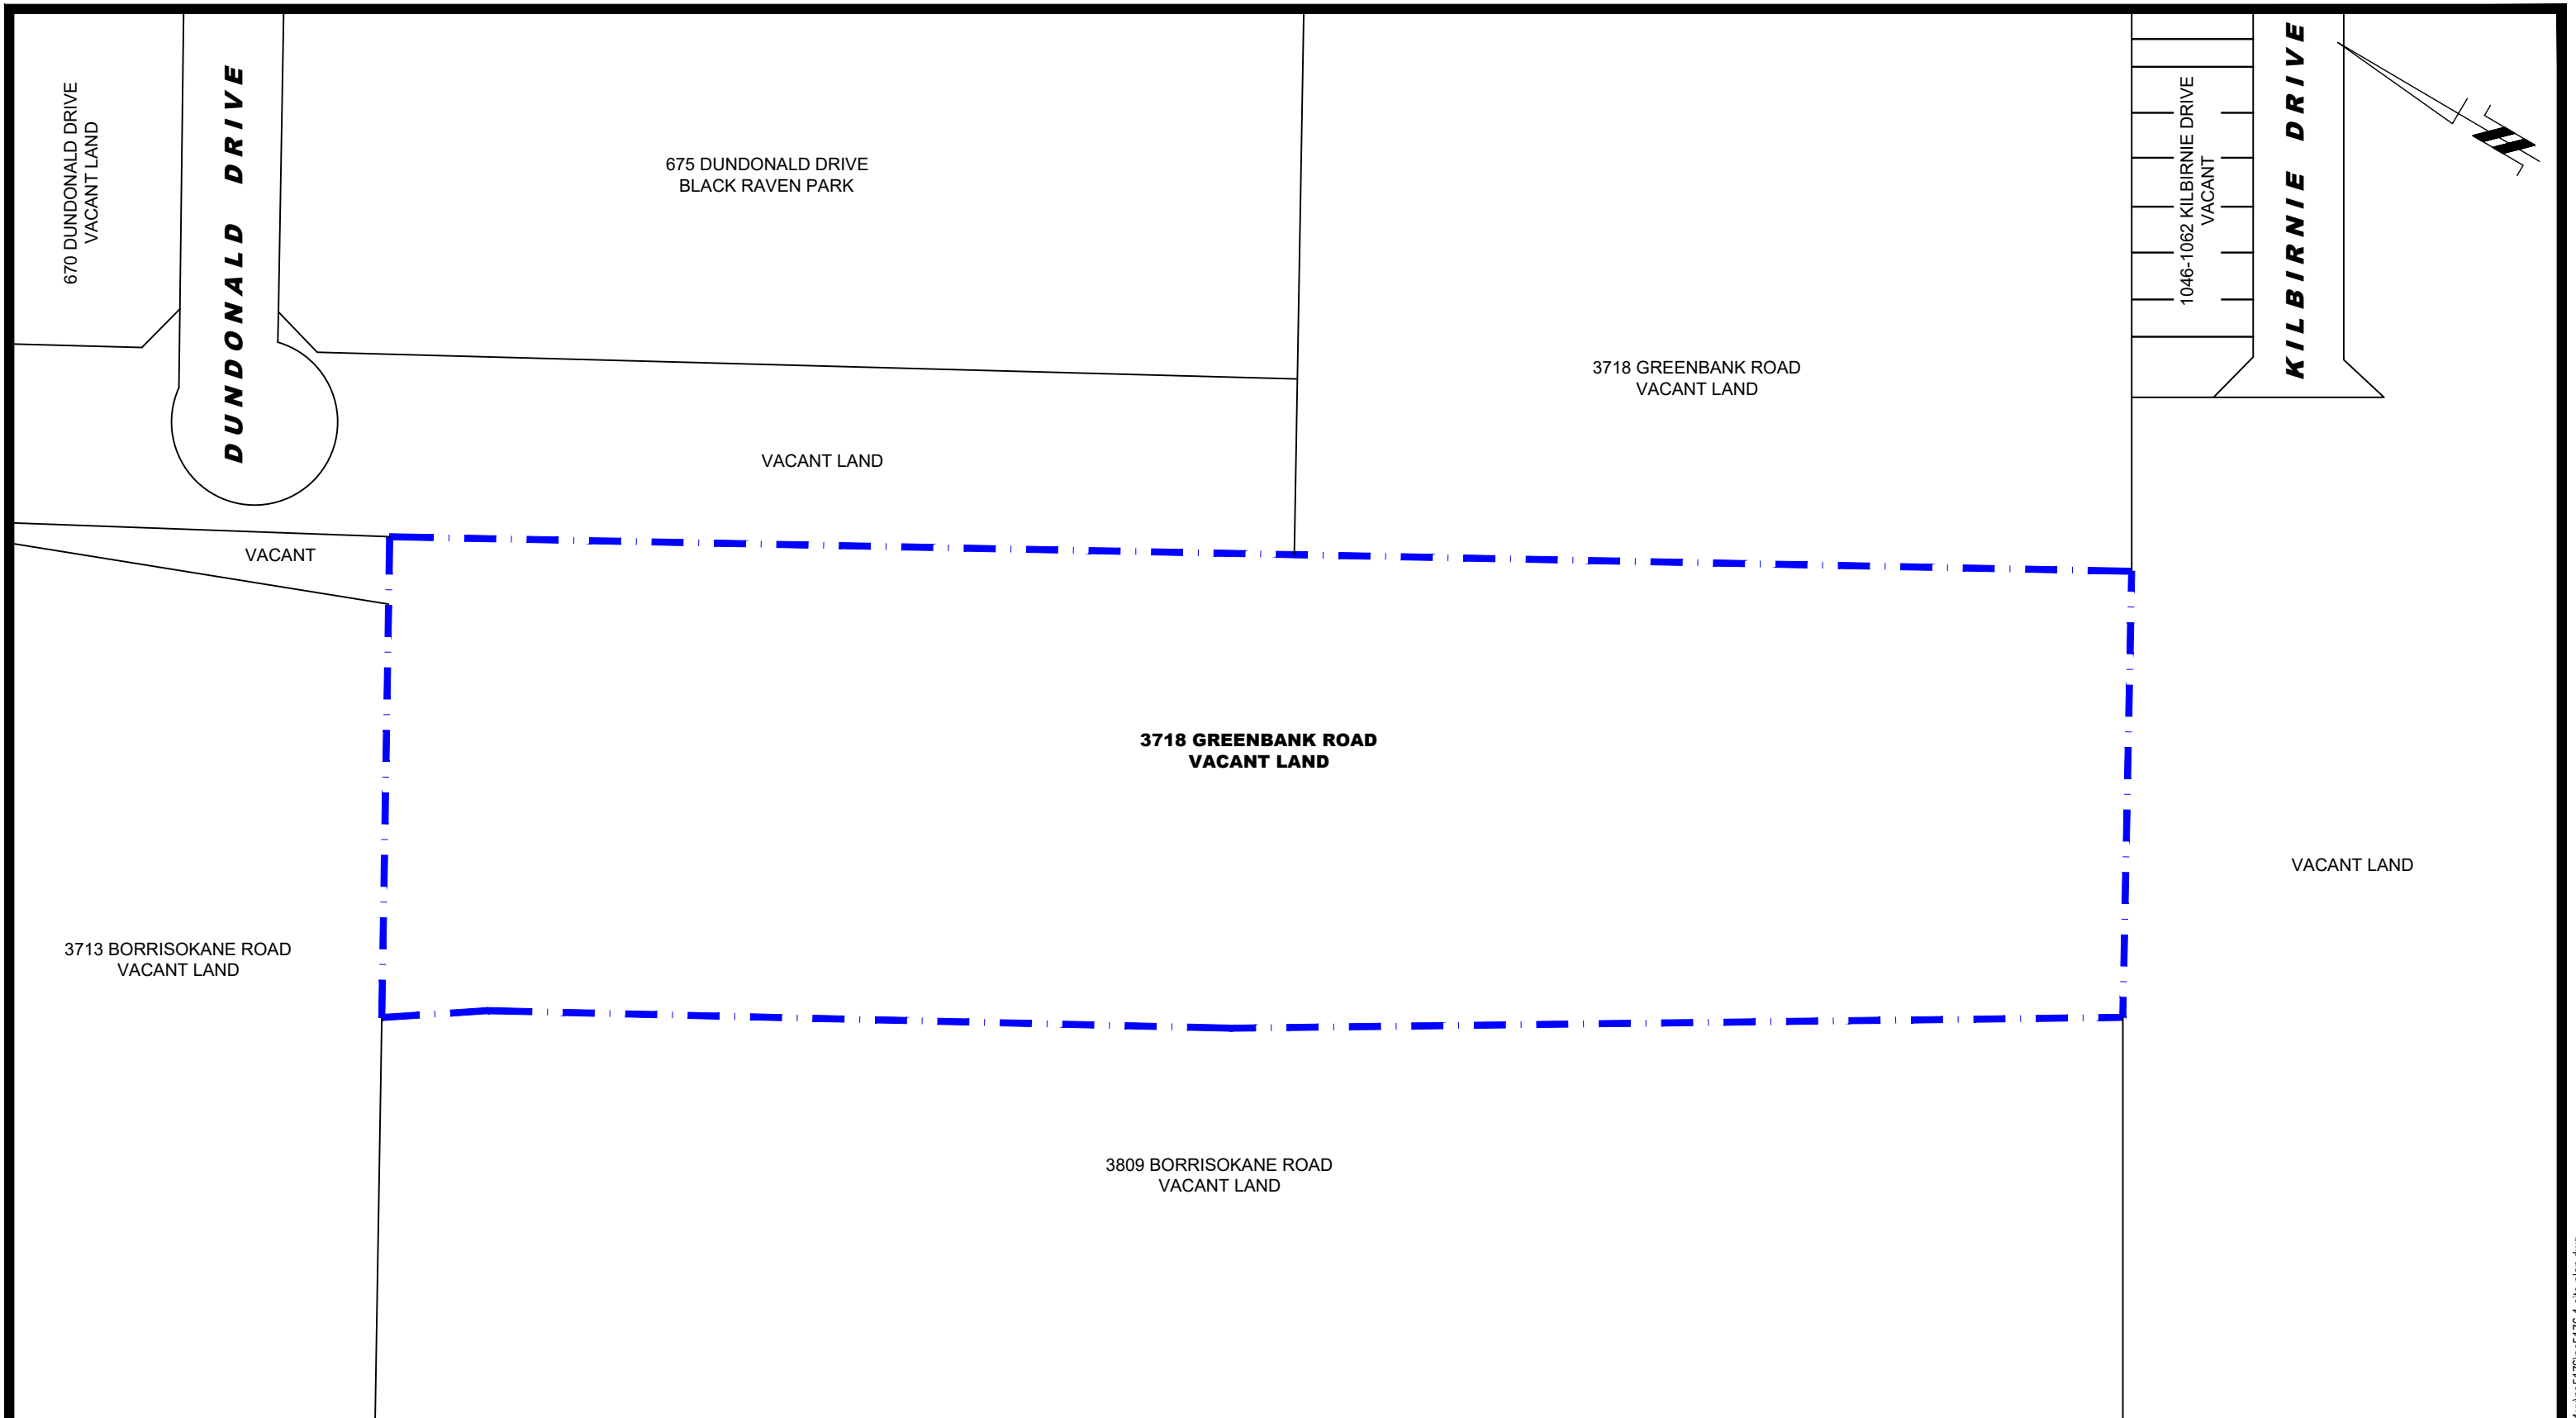 670 DUNDONALD DRIVE
VACANT LAND
DUNDONALD DRIVE
675 DUNDONALD DRIVE
BLACK RAVEN PARK
1046-1062 KILBIRNIE DRIVE
VACANT
KILBIRNIE DRIVE
3718 GREENBANK ROAD
VACANT LAND
VACANT LAND
VACANT
3718 GREENBANK ROAD
VACANT LAND
VACANT LAND
3713 BORRISOKANE ROAD
VACANT LAND
3809 BORRISOKANE ROAD
VACANT LAND